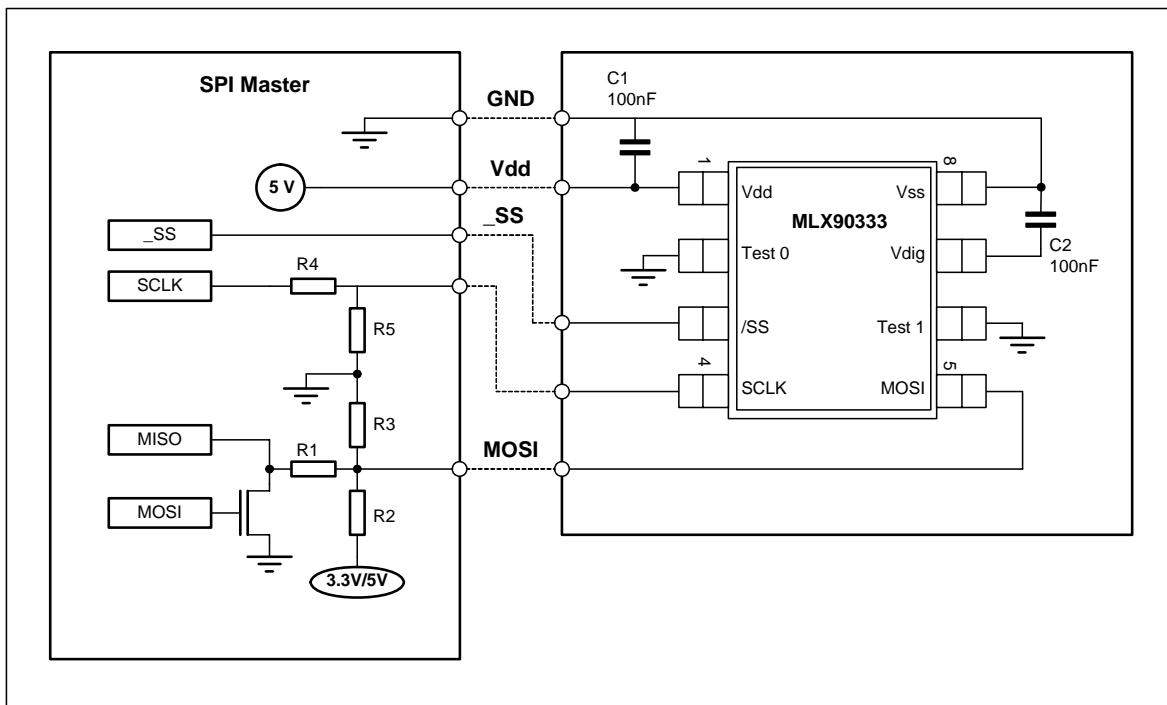 SPI Master
GND
Vdd
_SS
MOSI
5 V
_SS
SCLK
MISO
MOSI
R4
R5
R3
R1
R2
3.3V/5V
C1
100nF
MLX90333
1
Vdd
Test 0
/SS
4
SCLK
8
Vss
Vdig
Test 1
5
MOSI
C2
100nF